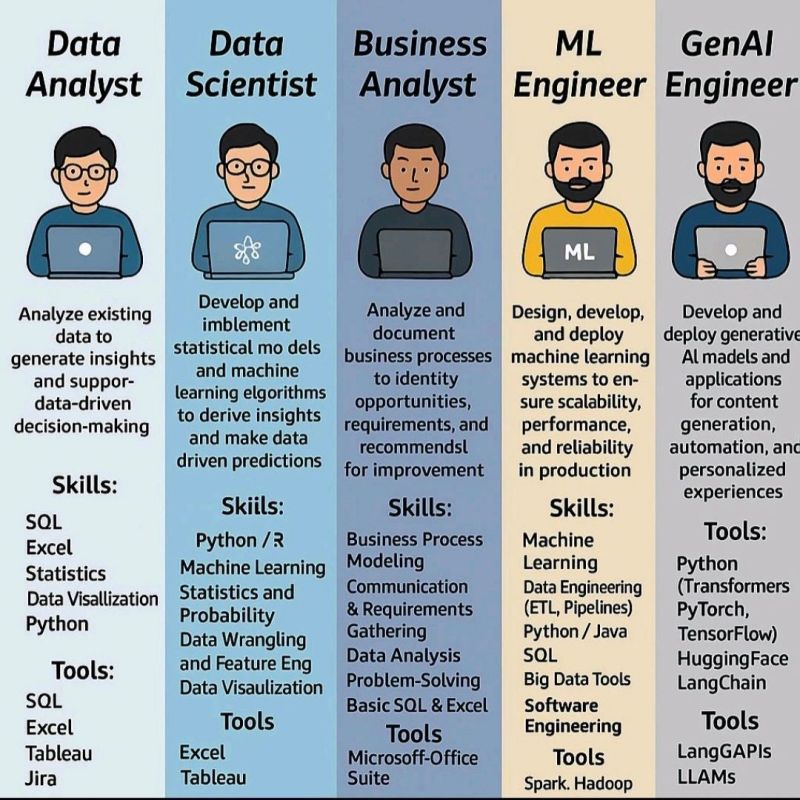 Data
Analyst
Analyze existing
data to
generate insights
and suppor-
data-driven
decision-making
Skills:
SQL
Excel
Statistics
Data Visallization
Python
Tools:
SQL
Excel
Tableau
Jira
Data
Scientist
Develop and
imblement
statistical mo dels
and machine
learning elgorithms
to derive insights
and make data
driven predictions
Skiils:
Python / R
Machine Learning
Statistics and
Probability
Data Wrangling
and Feature Eng
Data Visaulization
Tools
Excel
Tableau
Business
Analyst
Analyze and
document
business processes
to identity
opportunities,
requirements, and
recommendsl
for improvement
Skills:
Business Process
Modeling
Communication
& Requirements
Gathering
Data Analysis
Problem-Solving
Basic SQL & Excel
Tools
Microsoff-Office
Suite
ML
Engineer
ML
Design, develop,
and deploy
machine learning
systems to en-
sure scalability,
performance,
and reliability
in production
Skills:
Machine
Learning
Data Engineering
(ETL, Pipelines)
Python / Java
SQL
Big Data Tools
Software
Engineering
Tools
Spark. Hadoop
GenAI
Engineer
Develop and
deploy generative
AI madels and
applications
for content
generation,
automation, and
personalized
experiences
Tools:
Python
(Transformers
PyTorch,
TensorFlow)
HuggingFace
LangChain
Tools
LangGAPIs
LLAMs